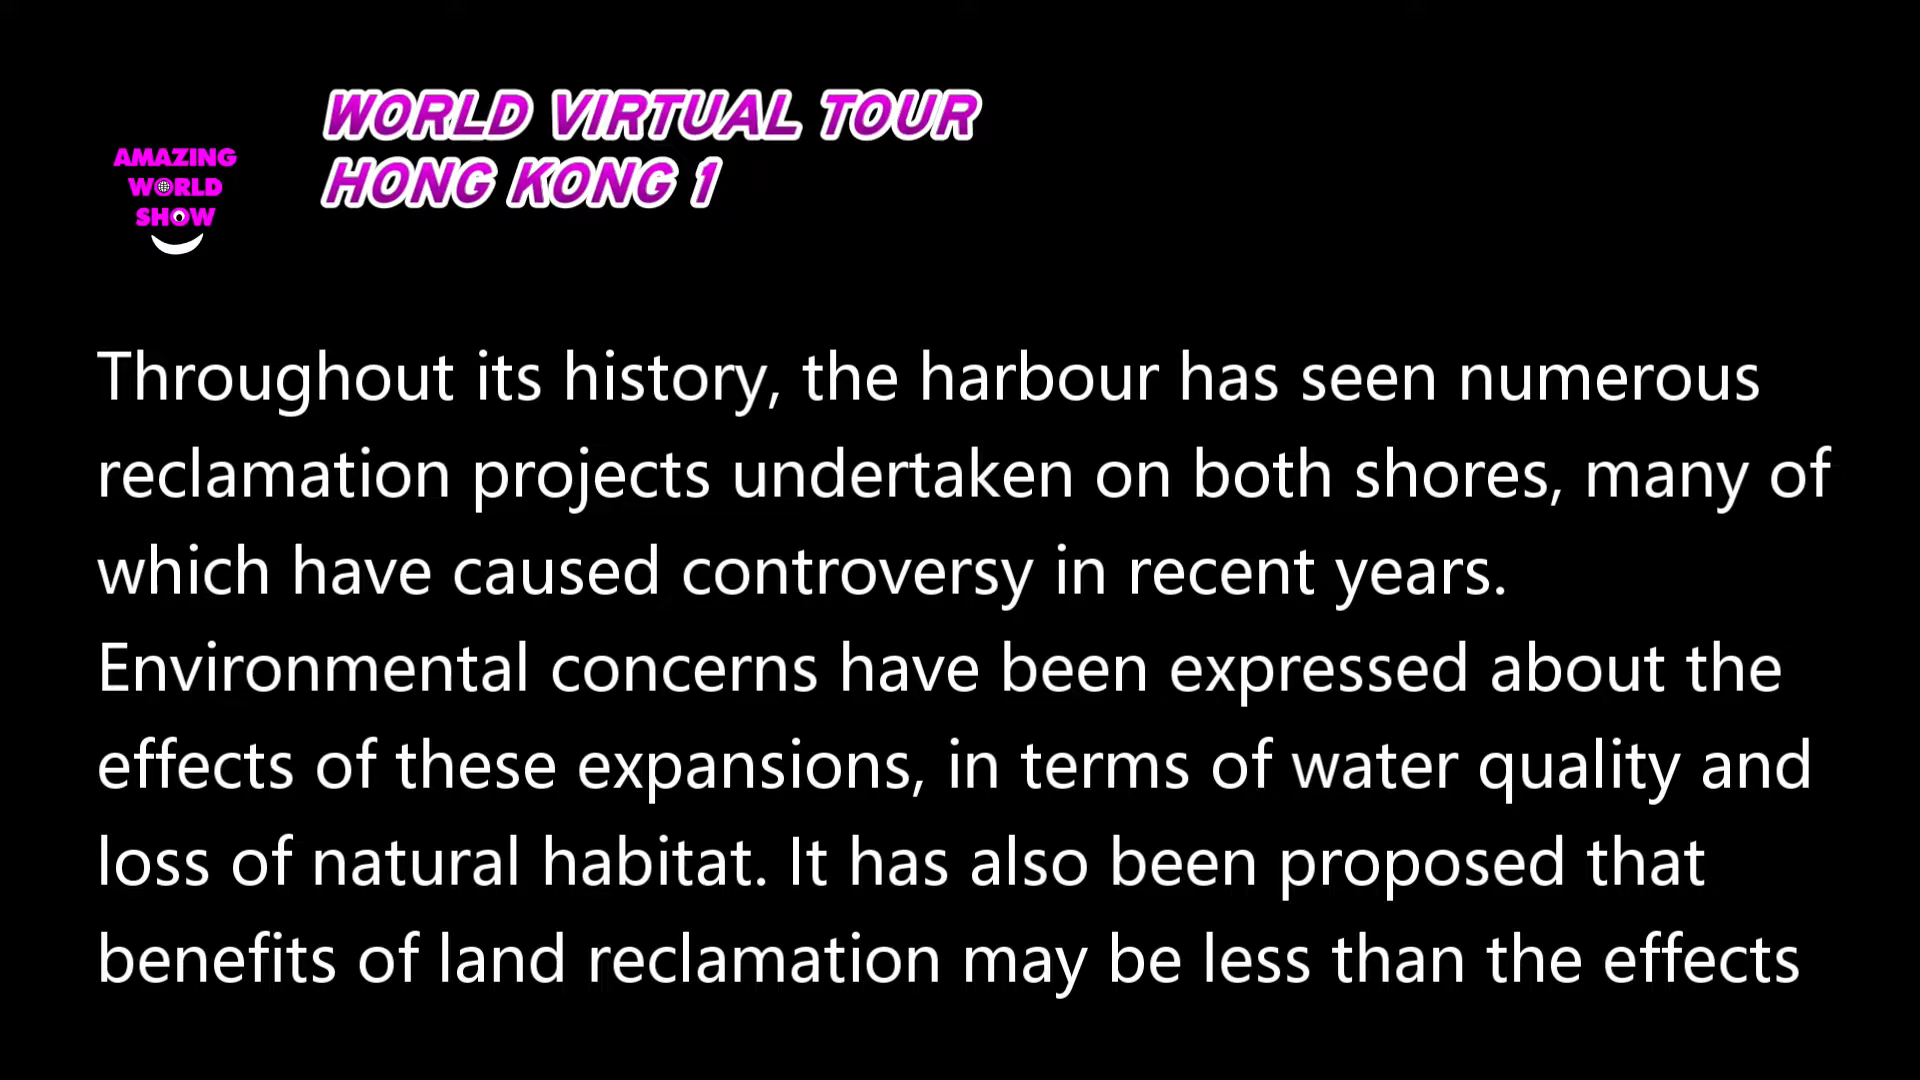 WORLD VIRTUAL TOUR
HONG KONG 1
AMAZING
WORLD
SHOW
Throughout its history, the harbour has seen numerous
reclamation projects undertaken on both shores, many of
which have caused controversy in recent years.
Environmental concerns have been expressed about the
effects of these expansions, in terms of water quality and
loss of natural habitat. It has also been proposed that
benefits of land reclamation may be less than the effects